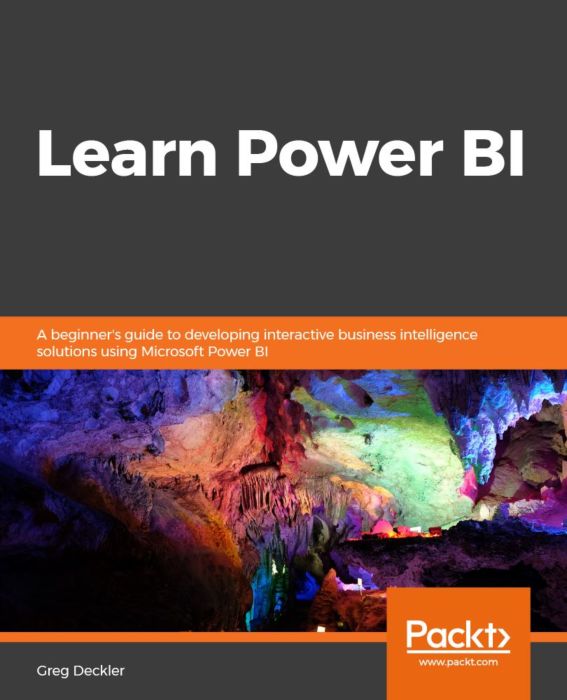 Learn Power BI
A beginner's guide to developing interactive business intelligence
solutions using Microsoft Power BI
Packt>
www.packt.com
Greg Deckler